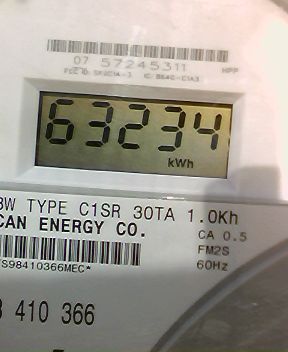 07 57245311
HPP
63234
kWh
3W TYPE C1SR 30TA 1.0Kh
CAN ENERGY CO.
CA 0.5
FM2S
60Hz
*S98410366MEC*
410 366